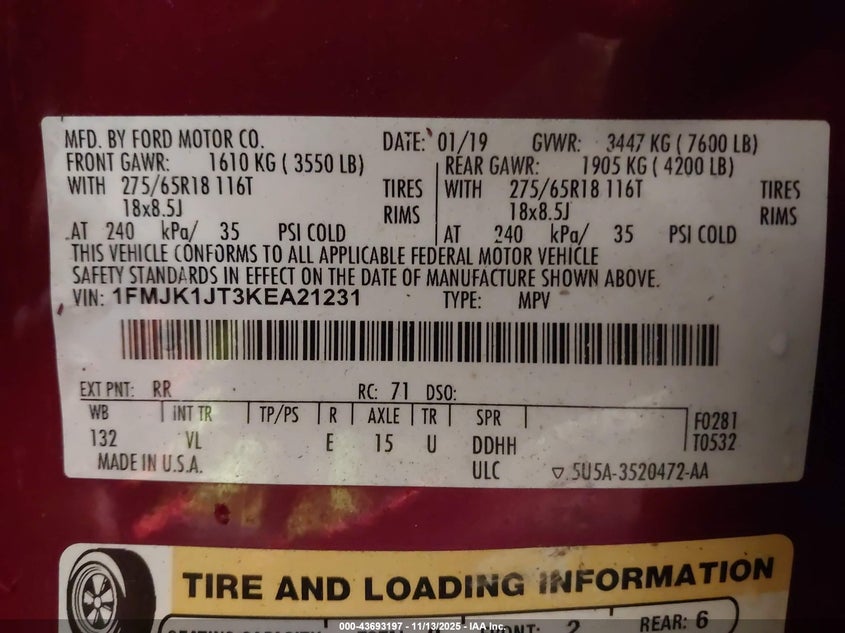 MFD. BY FORD MOTOR CO. DATE: 01/19 GVWR: 3447 KG ( 7600 LB)
FRONT GAWR: 1610 KG ( 3550 LB) REAR GAWR: 1905 KG ( 4200 LB)
WITH 275/65R18 116T TIRES WITH 275/65R18 116T TIRES
18x8.5J RIMS 18x8.5J RIMS
AT 240 kPa/ 35 PSI COLD AT 240 kPa/ 35 PSI COLD
THIS VEHICLE CONFORMS TO ALL APPLICABLE FEDERAL MOTOR VEHICLE
SAFETY STANDARDS IN EFFECT ON THE DATE OF MANUFACTURE SHOWN ABOVE.
VIN: 1FMJK1JT3KEA21231 TYPE: MPV
EXT PNT: RR RC: 71 DSO:
WB INT TR TP/PS R AXLE TR SPR F0281
132 VL E 15 U DDHH T0532
MADE IN U.S.A. ULC ▽ 5U5A-3520472-AA
TIRE AND LOADING INFORMATION
SEATING CAPACITY TOTAL FRONT: 2 REAR: 6
000-43693197 - 11/13/2025 - IAA Inc.